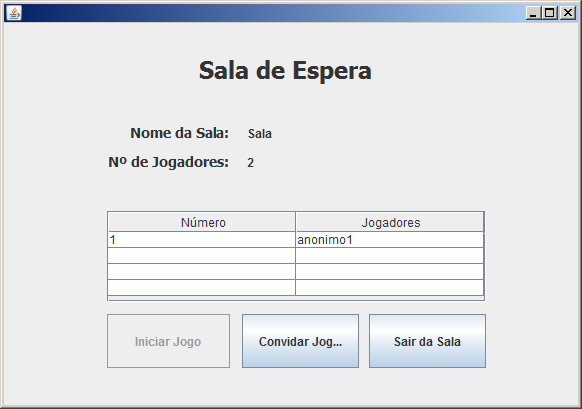 Sala de Espera
Nome da Sala: Sala
Nº de Jogadores: 2
Número Jogadores
1 anonimo1
Iniciar Jogo Convidar Jog... Sair da Sala